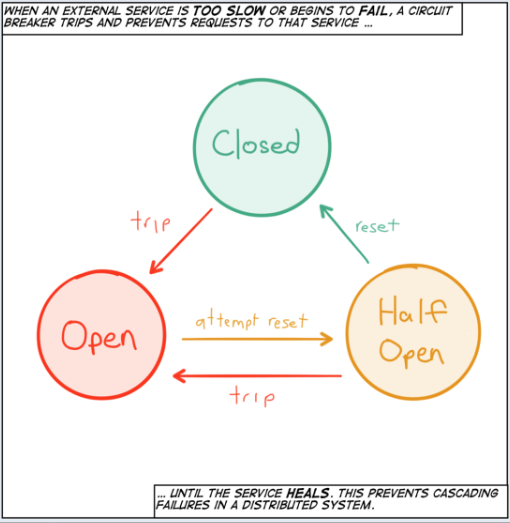 WHEN AN EXTERNAL SERVICE IS TOO SLOW OR BEGINS TO FAIL, A CIRCUIT
BREAKER TRIPS AND PREVENTS REQUESTS TO THAT SERVICE ...
Closed
trip
reset
Open
attempt reset
Half
Open
trip
... UNTIL THE SERVICE HEALS. THIS PREVENTS CASCADING
FAILURES IN A DISTRIBUTED SYSTEM.